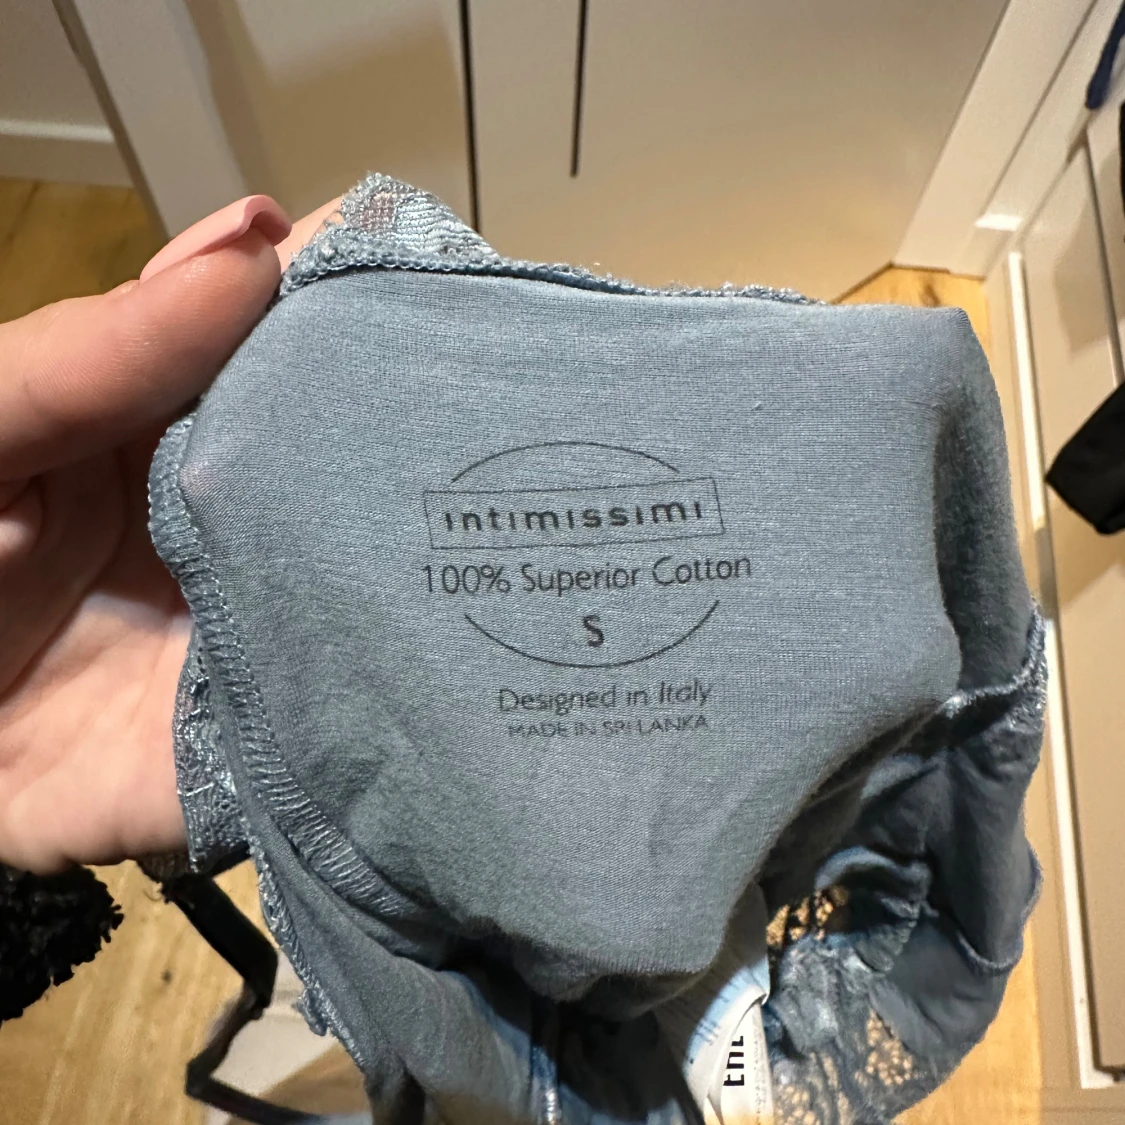 intimissimi
100% Superior Cotton
S
Designed in Italy
MADE IN SRI LANKA